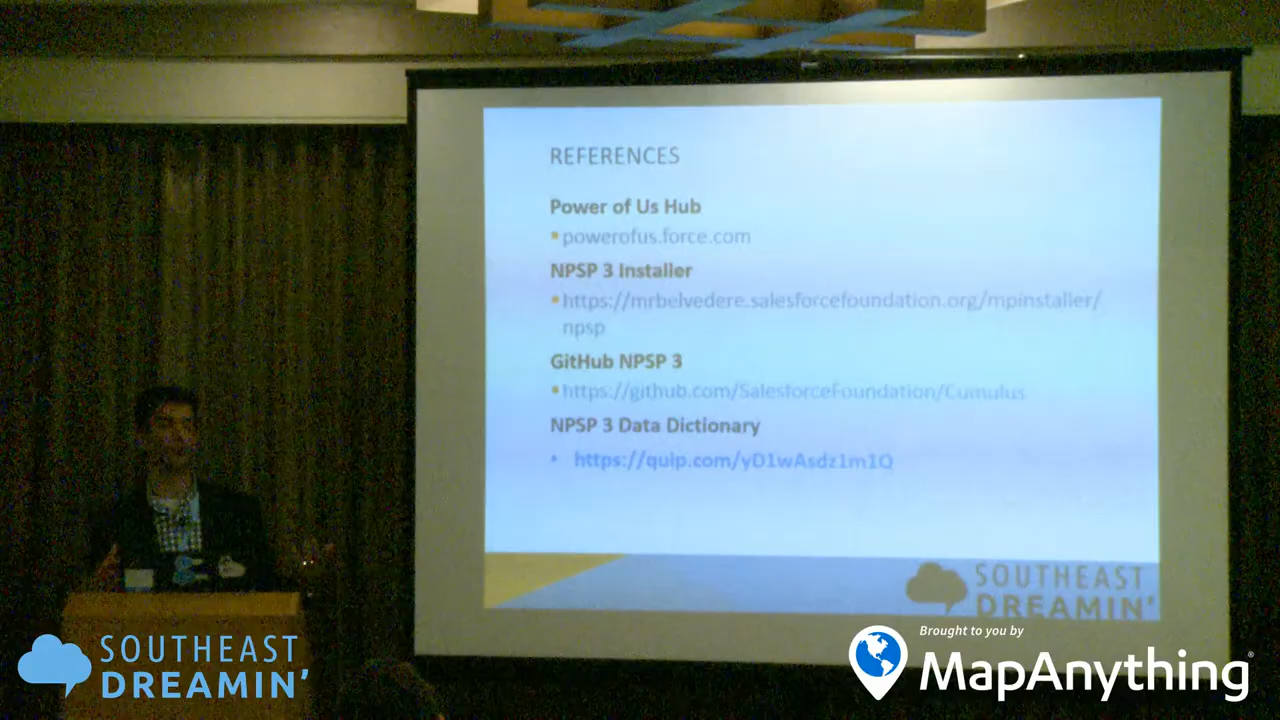 REFERENCES
Power of Us Hub
powerofus.force.com
NPSP 3 Installer
https://mrbelvedere.salesforcefoundation.org/mpinstaller/
npsp
GitHub NPSP 3
https://github.com/SalesforceFoundation/Cumulus
NPSP 3 Data Dictionary
https://quip.com/yD1wAsdz1m1Q
SOUTHEAST
DREAMIN'
SOUTHEAST
DREAMIN'
Brought to you by
MapAnything®